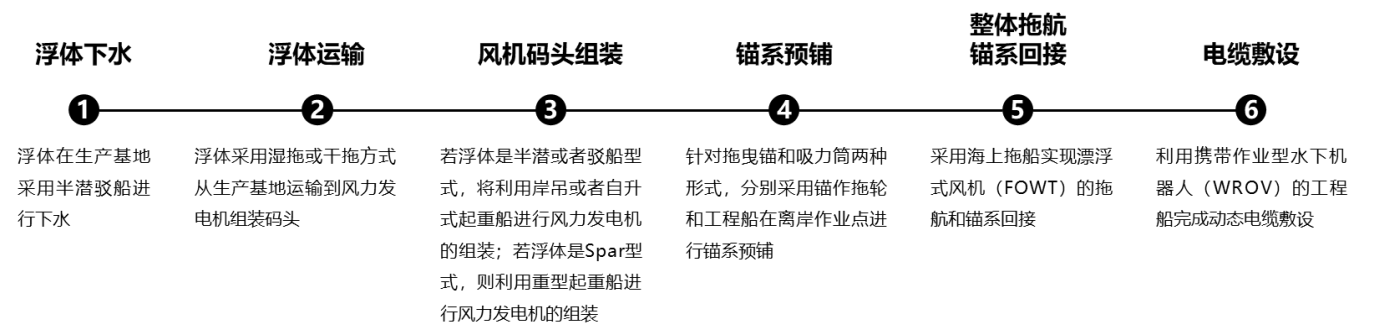 浮体下水
浮体运输
风机码头组装
锚系预铺
整体拖航
锚系回接
电缆敷设
1
2
3
4
5
6
浮体在生产基地
采用半潜驳船进
行下水
浮体采用湿拖或干拖方式
从生产基地运输到风力发
电机组装码头
若浮体是半潜或者驳船型
式，将利用岸吊或者自升
式起重船进行风力发电机
的组装；若浮体是Spar型
式，则利用重型起重船进
行风力发电机的组装
针对拖曳锚和吸力筒两种
形式，分别采用锚作拖轮
和工程船在离岸作业点进
行锚系预铺
采用海上拖船实现漂浮
式风机（FOWT）的拖
航和锚系回接
利用携带作业型水下机
器人（WROV）的工程
船完成动态电缆敷设